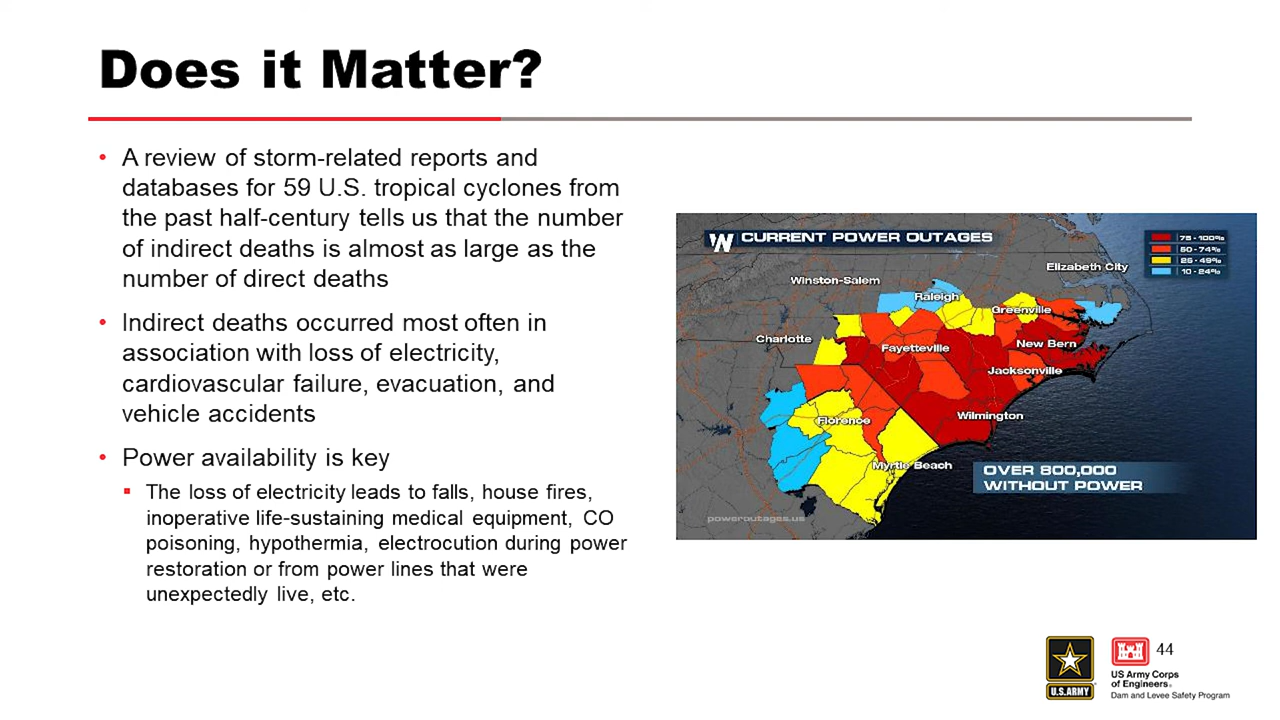 Does it Matter?
• A review of storm-related reports and
databases for 59 U.S. tropical cyclones from
the past half-century tells us that the number
of indirect deaths is almost as large as the
number of direct deaths
• Indirect deaths occurred most often in
association with loss of electricity,
cardiovascular failure, evacuation, and
vehicle accidents
• Power availability is key
▪ The loss of electricity leads to falls, house fires,
inoperative life-sustaining medical equipment, CO
poisoning, hypothermia, electrocution during power
restoration or from power lines that were
unexpectedly live, etc.
W CURRENT POWER OUTAGES
75 - 100%
50 - 74%
25 - 49%
10 - 24%
Elizabeth City
Winston-Salem
Raleigh
Greenville
Charlotte
Fayetteville
New Bern
Jacksonville
Wilmington
Florence
Myrtle Beach
OVER 800,000
WITHOUT POWER
poweroutages.us
U.S.ARMY
44
US Army Corps
of Engineers®
Dam and Levee Safety Program